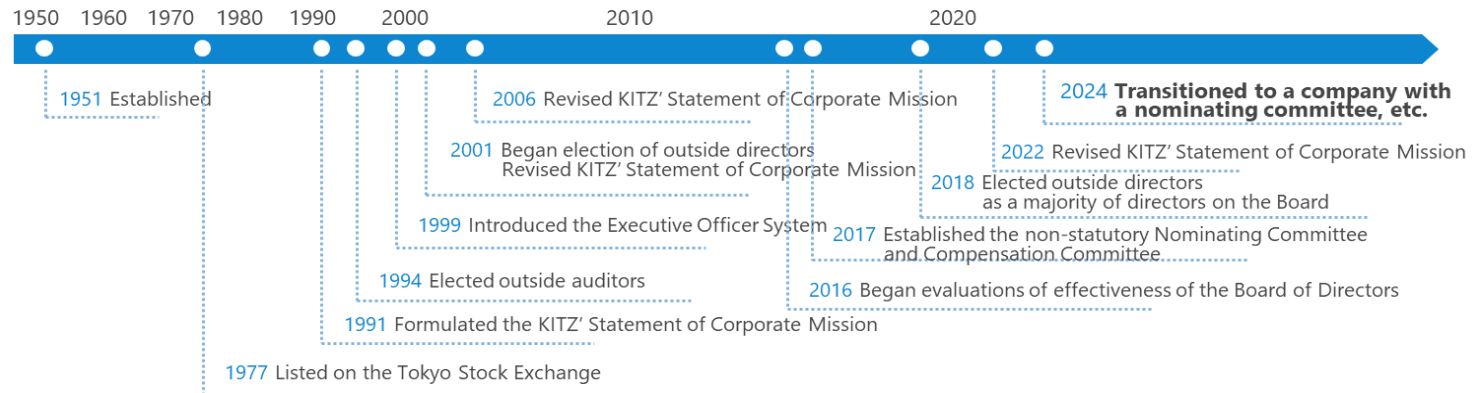 1950 1960 1970 1980 1990 2000 2010 2020
1951 Established
1977 Listed on the Tokyo Stock Exchange
1991 Formulated the KITZ’ Statement of Corporate Mission
1994 Elected outside auditors
1999 Introduced the Executive Officer System
2001 Began election of outside directors
Revised KITZ’ Statement of Corporate Mission
2006 Revised KITZ’ Statement of Corporate Mission
2016 Began evaluations of effectiveness of the Board of Directors
2017 Established the non-statutory Nominating Committee
and Compensation Committee
2018 Elected outside directors
as a majority of directors on the Board
2022 Revised KITZ’ Statement of Corporate Mission
2024 Transitioned to a company with
a nominating committee, etc.